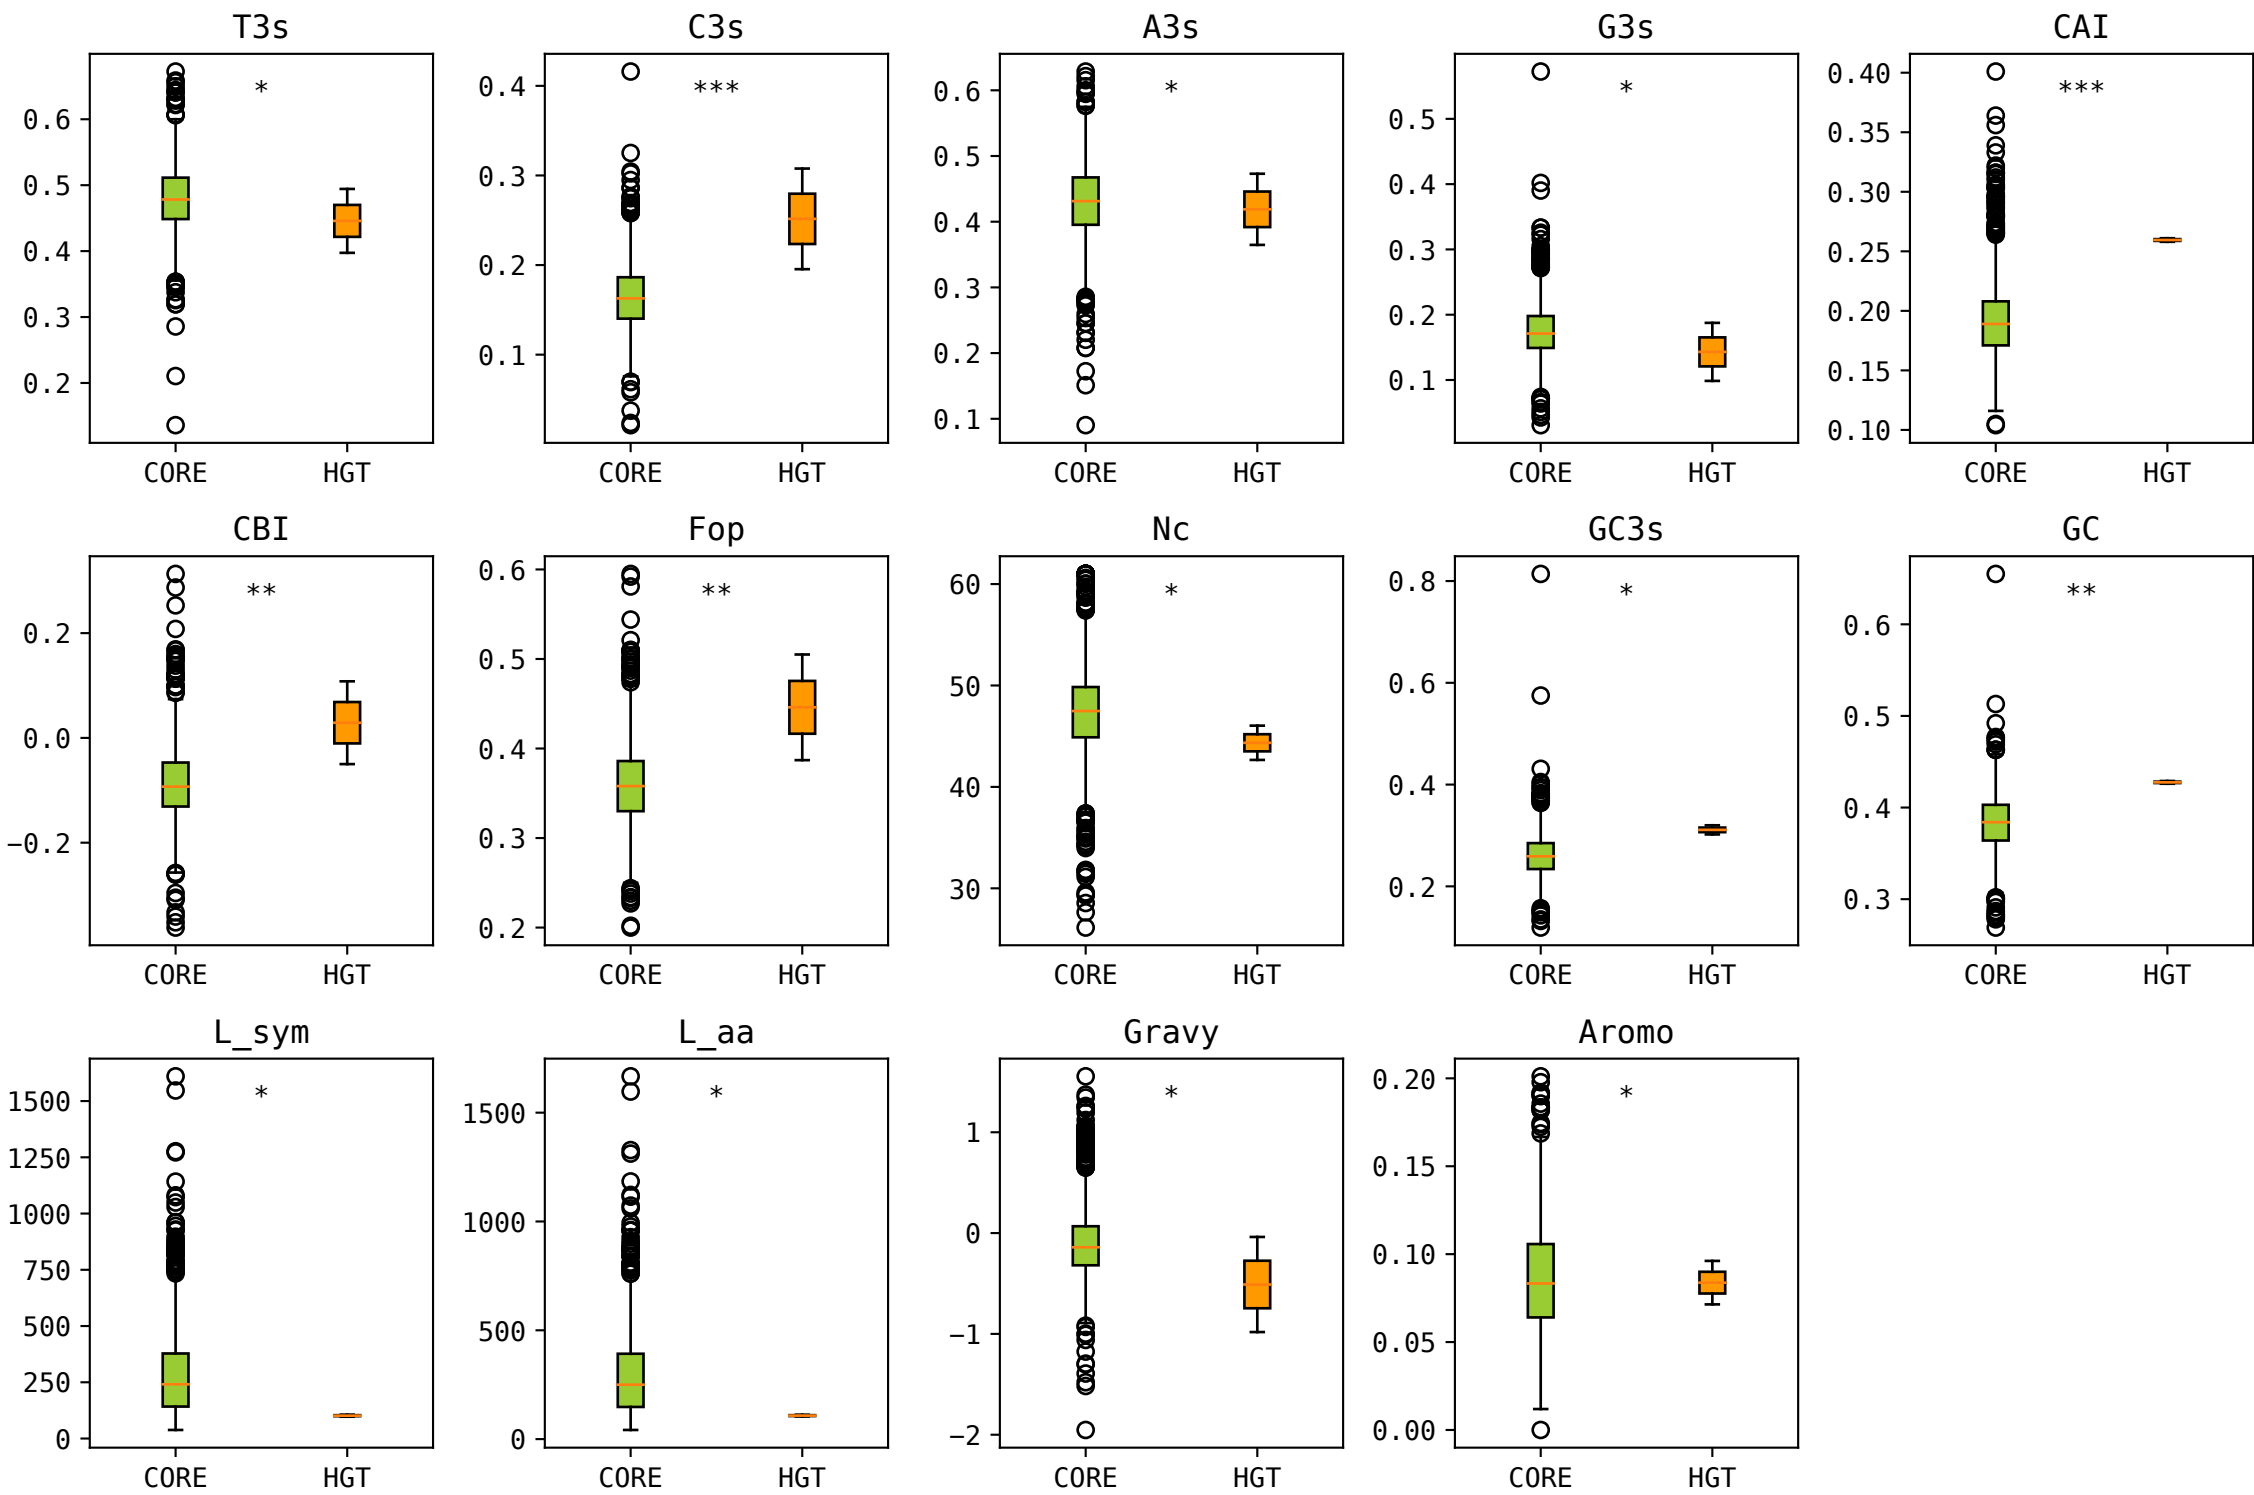 T3s C3s A3s G3s CAI
* *** * * ***
0.6 0.5 0.4 0.3 0.2
0.4 0.3 0.2 0.1
0.6 0.5 0.4 0.3 0.2 0.1
0.5 0.4 0.3 0.2 0.1
0.40 0.35 0.30 0.25 0.20 0.15 0.10
CORE HGT CORE HGT CORE HGT CORE HGT CORE HGT
CBI Fop Nc GC3s GC
** ** * * **
0.2 0.0 −0.2
0.6 0.5 0.4 0.3 0.2
60 50 40 30
0.8 0.6 0.4 0.2
0.6 0.5 0.4 0.3
CORE HGT CORE HGT CORE HGT CORE HGT CORE HGT
L_sym L_aa Gravy Aromo
* * * *
1500 1250 1000 750 500 250 0
1500 1000 500 0
1 0 −1 −2
0.20 0.15 0.10 0.05 0.00
CORE HGT CORE HGT CORE HGT CORE HGT